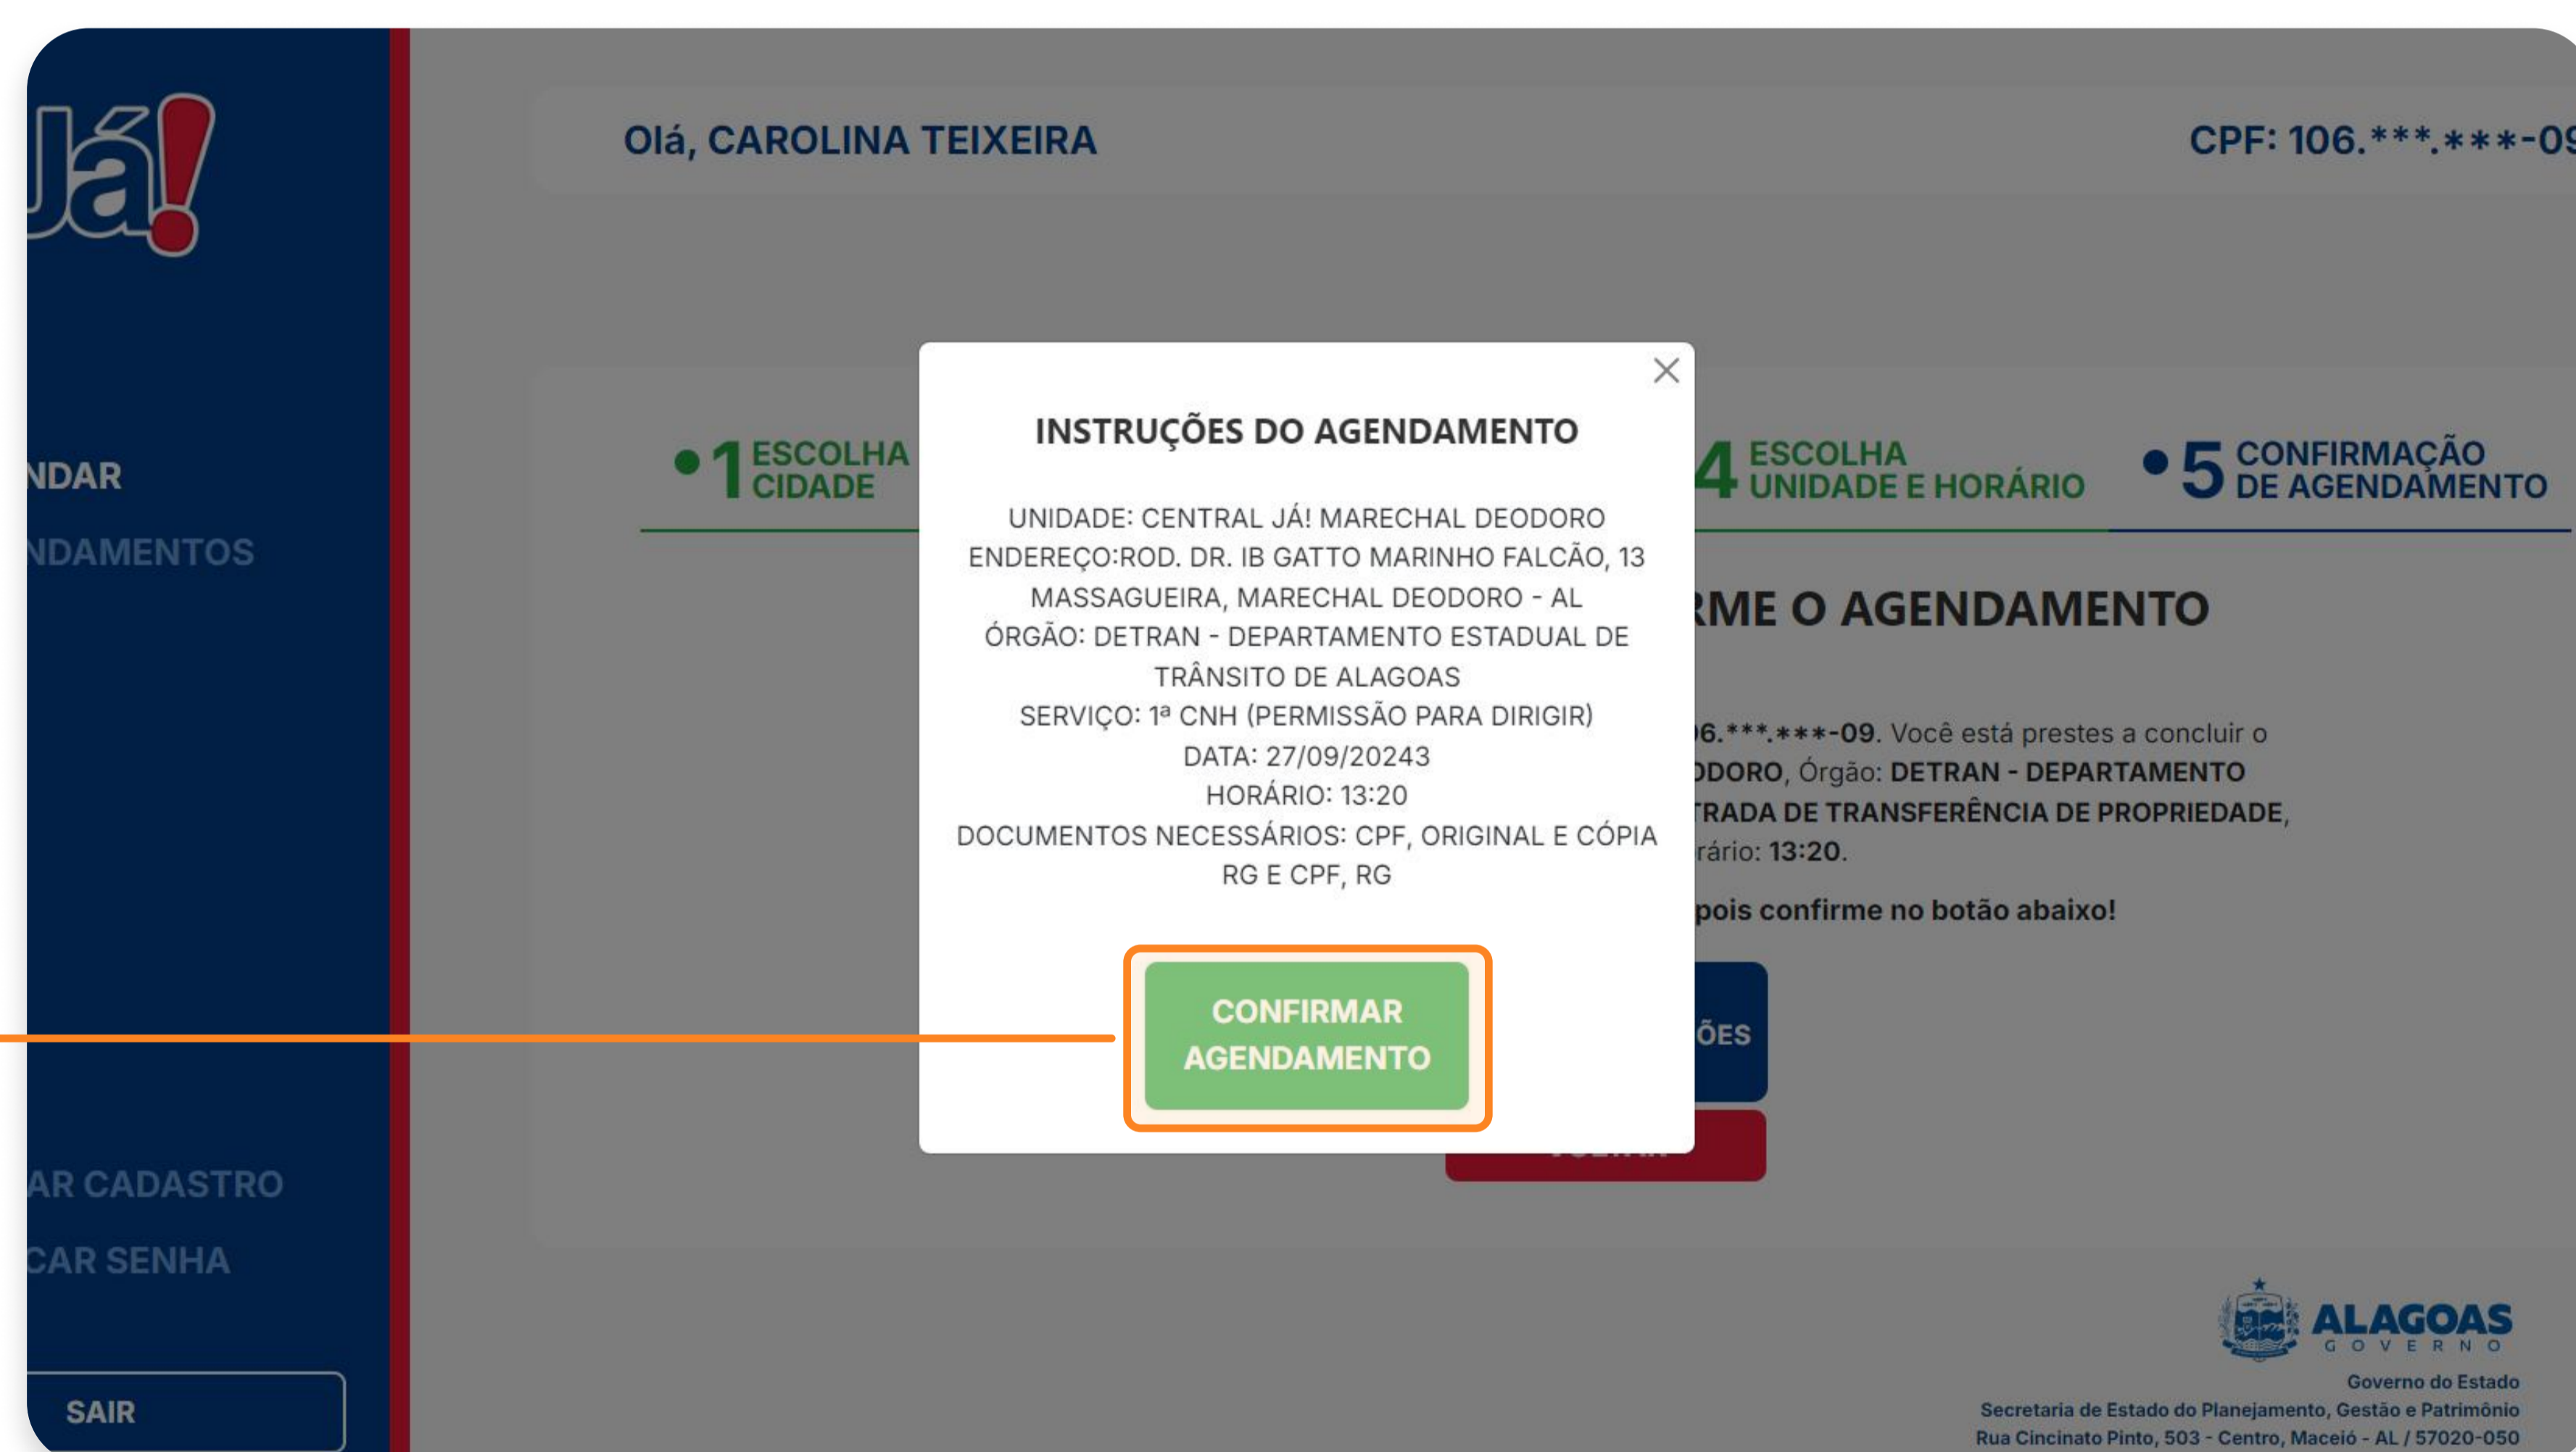 Já!
Olá, CAROLINA TEIXEIRA
CPF: 106.***.***-09
NDAR
NDAMENTOS
AR CADASTRO
CAR SENHA
SAIR
•1 ESCOLHA
CIDADE
4 ESCOLHA
UNIDADE E HORÁRIO
•5 CONFIRMAÇÃO
DE AGENDAMENTO
INSTRUÇÕES DO AGENDAMENTO
UNIDADE: CENTRAL JÁ! MARECHAL DEODORO
ENDEREÇO:ROD. DR. IB GATTO MARINHO FALCÃO, 13
MASSAGUEIRA, MARECHAL DEODORO - AL
ÓRGÃO: DETRAN - DEPARTAMENTO ESTADUAL DE
TRÂNSITO DE ALAGOAS
SERVIÇO: 1ª CNH (PERMISSÃO PARA DIRIGIR)
DATA: 27/09/20243
HORÁRIO: 13:20
DOCUMENTOS NECESSÁRIOS: CPF, ORIGINAL E CÓPIA
RG E CPF, RG
CONFIRMAR
AGENDAMENTO
RME O AGENDAMENTO
06.***.***-09. Você está prestes a concluir o
ODORO, Órgão: DETRAN - DEPARTAMENTO
TRADA DE TRANSFERÊNCIA DE PROPRIEDADE,
rário: 13:20.
pois confirme no botão abaixo!
ÕES
ALAGOAS
GOVERNO
Governo do Estado
Secretaria de Estado do Planejamento, Gestão e Patrimônio
Rua Cincinato Pinto, 503 - Centro, Maceió - AL / 57020-050